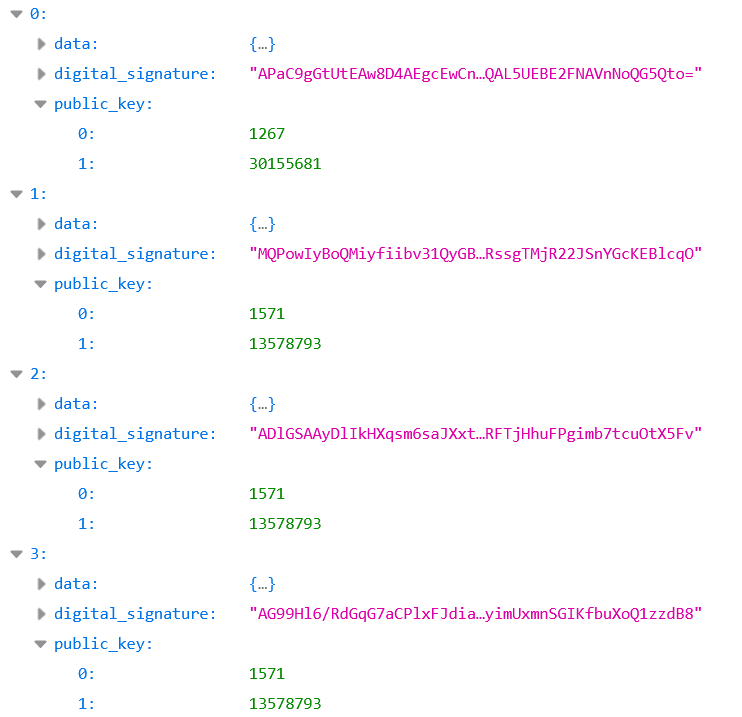 0:
data: {…}
digital_signature: "APaC9gGtUtEAw8D4AEgcEwCn…QAL5UEBE2FNAVnNoQG5Qto="
public_key:
0: 1267
1: 30155681
1:
data: {…}
digital_signature: "MQPowIyBoQMiyfiibv31QyGB…RssgTMjR22JSnYGcKEBlcqO"
public_key:
0: 1571
1: 13578793
2:
data: {…}
digital_signature: "ADlGSAAyDlIkHXqsm6saJXxt…RFTjHhuFPgimb7tcuOtX5Fv"
public_key:
0: 1571
1: 13578793
3:
data: {…}
digital_signature: "AG99Hl6/RdGqG7aCPlxFJdia…yimUxmnSGIKfbuXoQ1zzdB8"
public_key:
0: 1571
1: 13578793